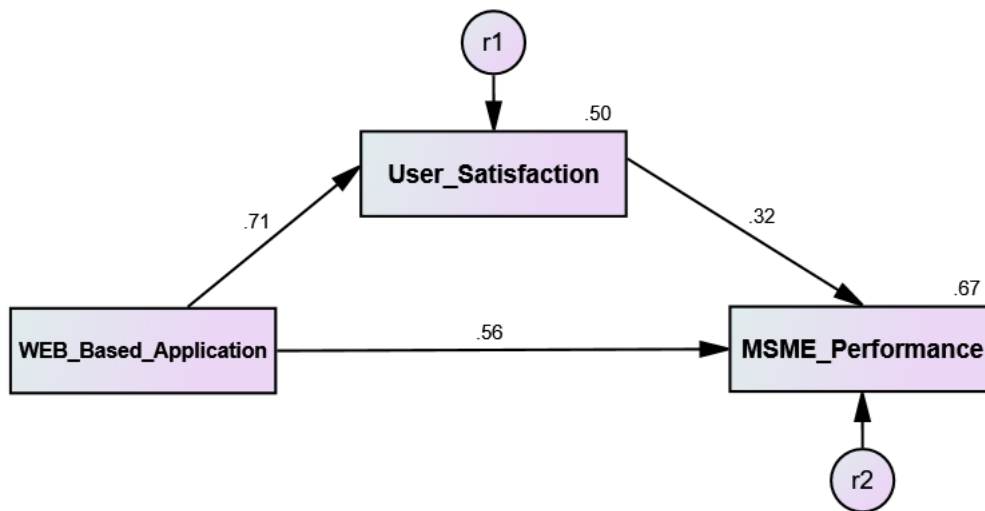 r1
.50
User_Satisfaction
.71
.32
.67
WEB_Based_Application
.56
MSME_Performance
r2